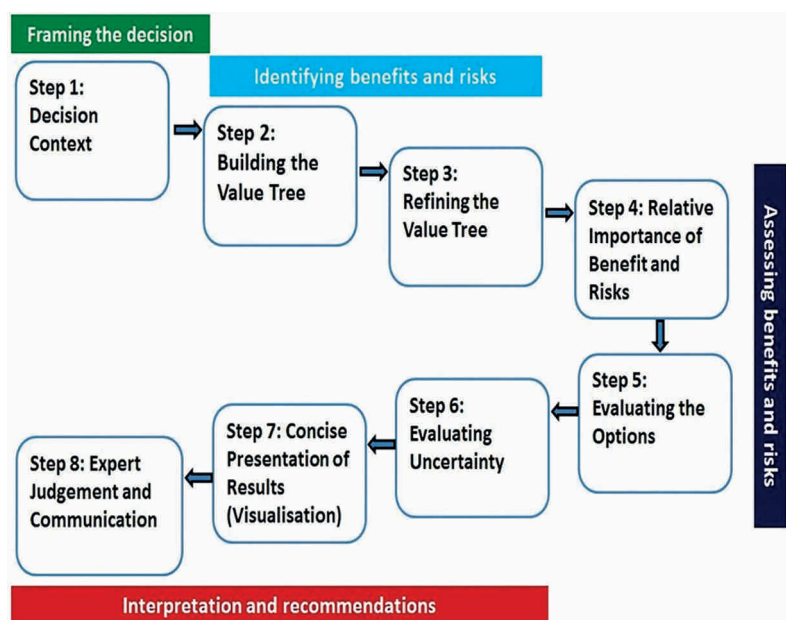 Framing the decision
Identifying benefits and risks
Step 1:
Decision
Context
Step 2:
Building the
Value Tree
Step 3:
Refining the
Value Tree
Step 4: Relative
Importance of
Benefit and
Risks
Assessing benefits and risks
Step 5:
Evaluating the
Options
Step 6:
Evaluating
Uncertainty
Step 7: Concise
Presentation of
Results
(Visualisation)
Step 8: Expert
Judgement and
Communication
Interpretation and recommendations